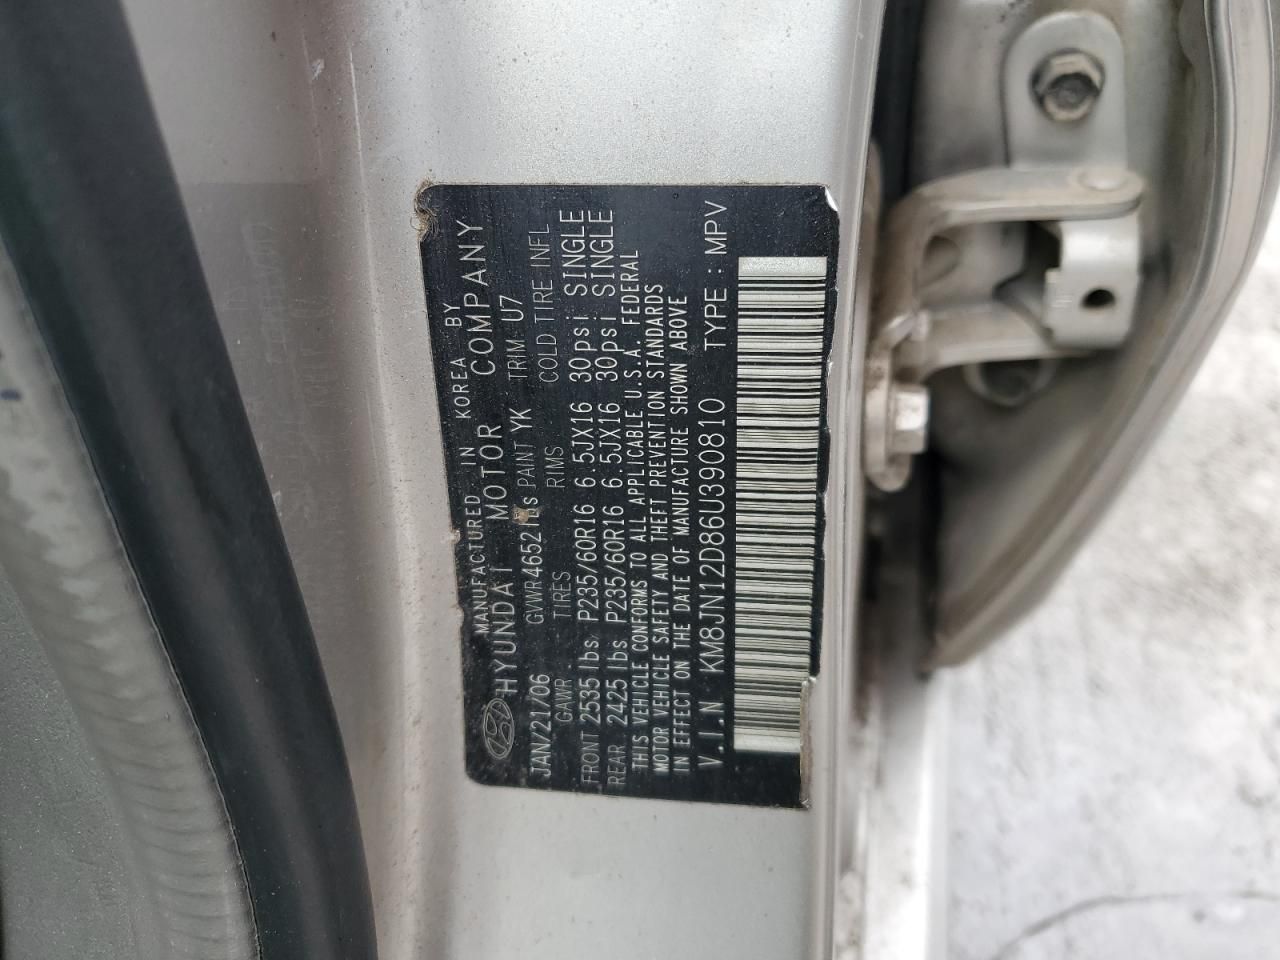 MANUFACTURED IN KOREA BY
HYUNDAI MOTOR COMPANY
JAN/21/06 GVWR 4652 lbs PAINT YK TRIM U7
GAWR. TIRES RIMS COLD TIRE INFL
FRONT 2535 lbs P235/60R16 6.5JX16 30psi SINGLE
REAR 2425 lbs P235/60R16 6.5JX16 30psi SINGLE
THIS VEHICLE CONFORMS TO ALL APPLICABLE U.S.A. FEDERAL
MOTOR VEHICLE SAFETY AND THEFT PREVENTION STANDARDS
IN EFFECT ON THE DATE OF MANUFACTURE SHOWN ABOVE
V.I.N KM8JN12D86U390810 TYPE : MPV